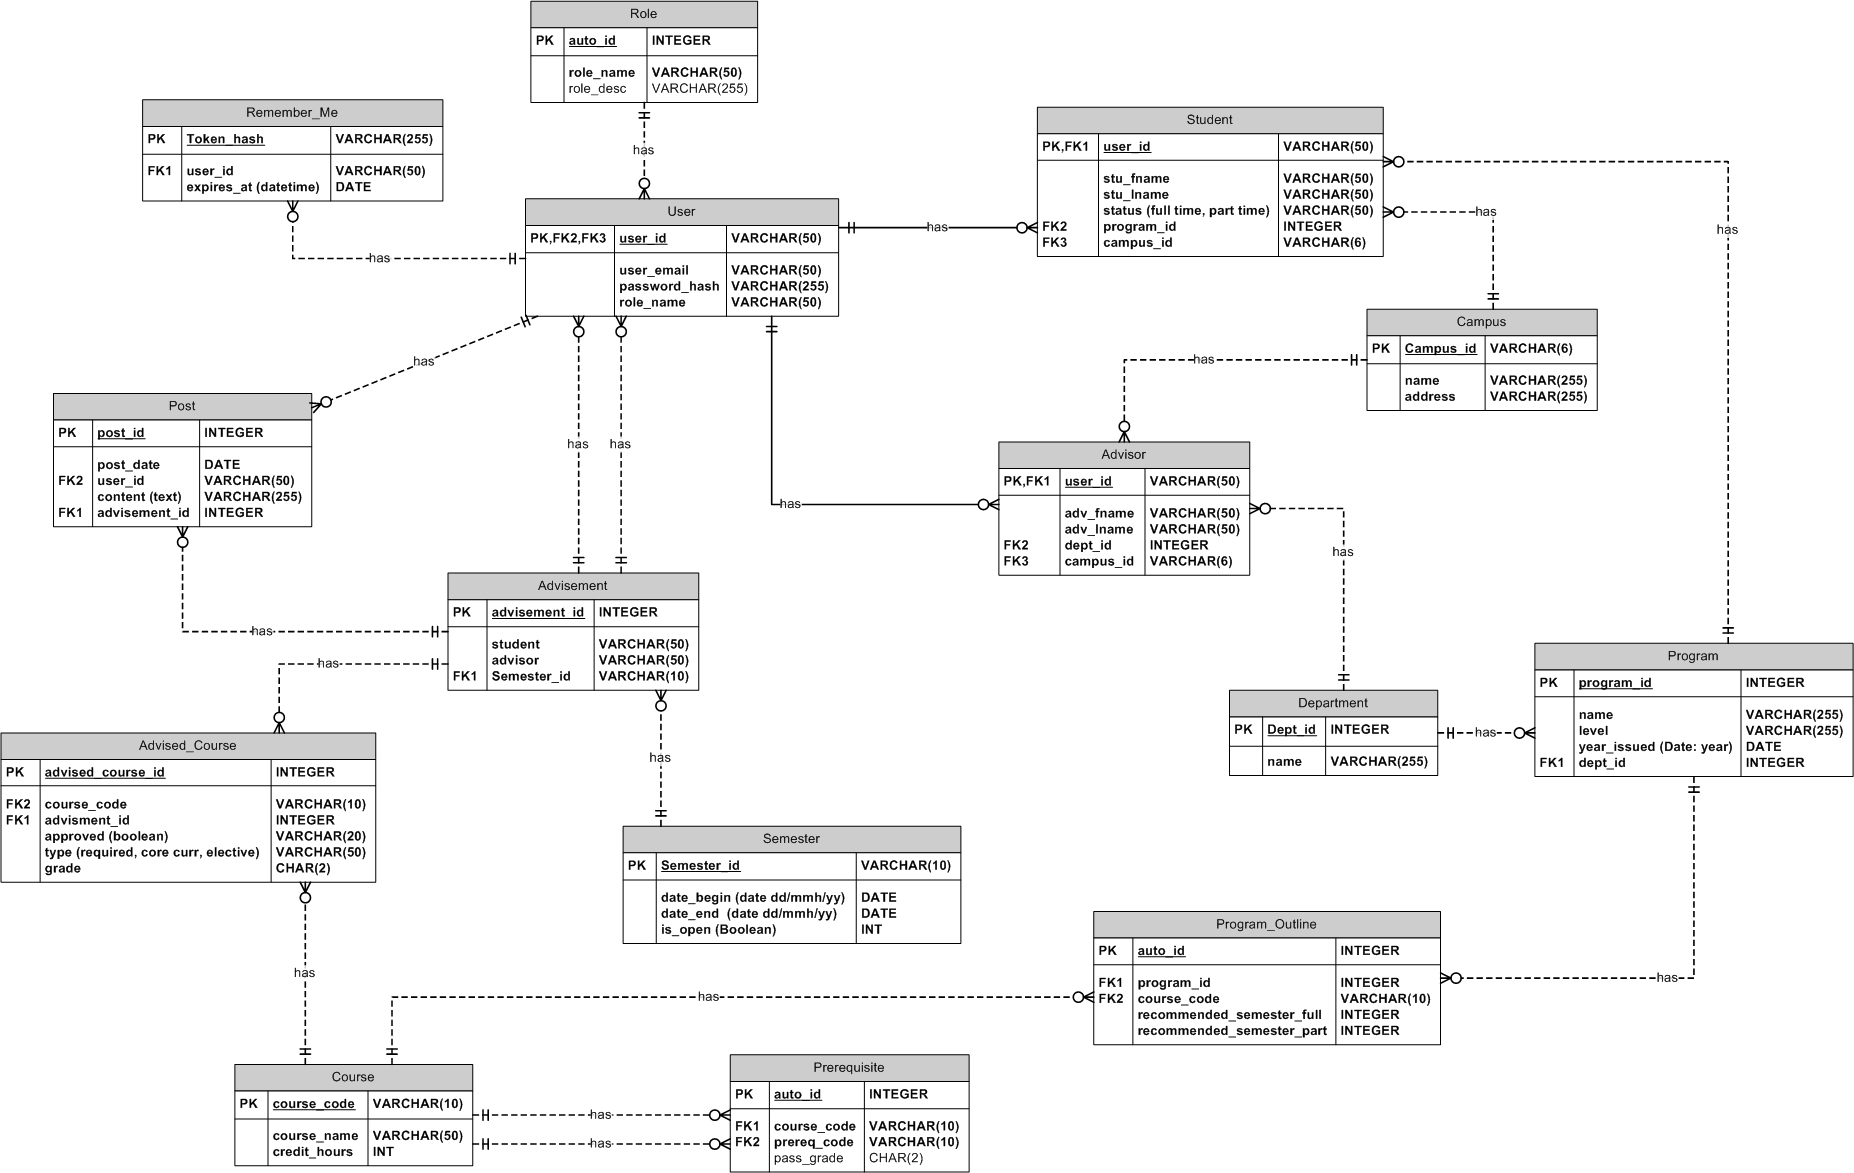 Role
PK auto_id INTEGER
role_name VARCHAR(50)
role_desc VARCHAR(255)
has
Remember_Me
PK Token_hash VARCHAR(255)
FK1 user_id VARCHAR(50)
expires_at (datetime) DATE
has
User
PK,FK2,FK3 user_id VARCHAR(50)
user_email VARCHAR(50)
password_hash VARCHAR(255)
role_name VARCHAR(50)
has
Student
PK,FK1 user_id VARCHAR(50)
stu_fname VARCHAR(50)
stu_lname VARCHAR(50)
status (full time, part time) VARCHAR(50)
FK2 program_id INTEGER
FK3 campus_id VARCHAR(6)
has
has
Campus
PK Campus_id VARCHAR(6)
name VARCHAR(255)
address VARCHAR(255)
has
has
Post
PK post_id INTEGER
post_date DATE
FK2 user_id VARCHAR(50)
content (text) VARCHAR(255)
FK1 advisement_id INTEGER
has
has
has
Advisor
PK,FK1 user_id VARCHAR(50)
adv_fname VARCHAR(50)
adv_lname VARCHAR(50)
FK2 dept_id INTEGER
FK3 campus_id VARCHAR(6)
has
has
Advisement
PK advisement_id INTEGER
student VARCHAR(50)
advisor VARCHAR(50)
FK1 Semester_id VARCHAR(10)
has
has
Program
PK program_id INTEGER
name VARCHAR(255)
level VARCHAR(255)
year_issued (Date: year) DATE
FK1 dept_id INTEGER
Department
PK Dept_id INTEGER
name VARCHAR(255)
has
Advised_Course
PK advised_course_id INTEGER
FK2 course_code VARCHAR(10)
FK1 advisment_id INTEGER
approved (boolean) VARCHAR(20)
type (required, core curr, elective) VARCHAR(50)
grade CHAR(2)
has
Semester
PK Semester_id VARCHAR(10)
date_begin (date dd/mmh/yy) DATE
date_end (date dd/mmh/yy) DATE
is_open (Boolean) INT
has
Program_Outline
PK auto_id INTEGER
FK1 program_id INTEGER
FK2 course_code VARCHAR(10)
recommended_semester_full INTEGER
recommended_semester_part INTEGER
has
has
Course
PK course_code VARCHAR(10)
course_name VARCHAR(50)
credit_hours INT
has
has
Prerequisite
PK auto_id INTEGER
FK1 course_code VARCHAR(10)
FK2 prereq_code VARCHAR(10)
pass_grade CHAR(2)